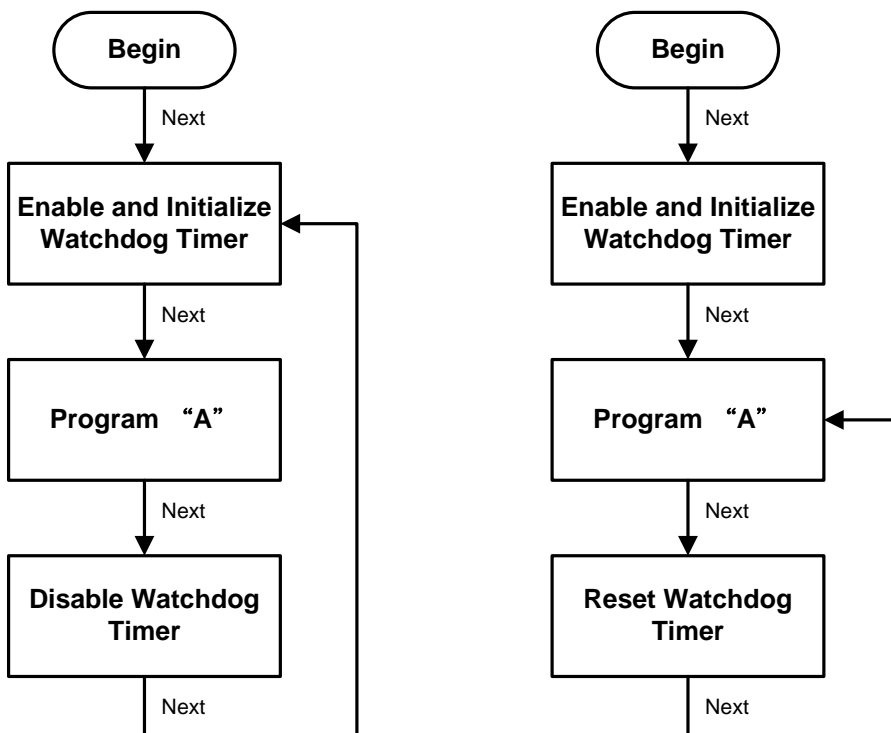 Begin
Next
Enable and Initialize
Watchdog Timer
Next
Program “A”
Next
Disable Watchdog
Timer
Next
Begin
Next
Enable and Initialize
Watchdog Timer
Next
Program “A”
Next
Reset Watchdog
Timer
Next